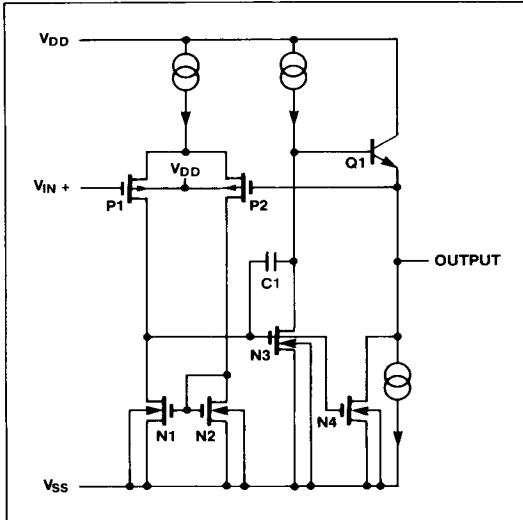 VDD
Q1
VDD
VIN +
P1
P2
OUTPUT
C1
N3
N4
N1
N2
VSS